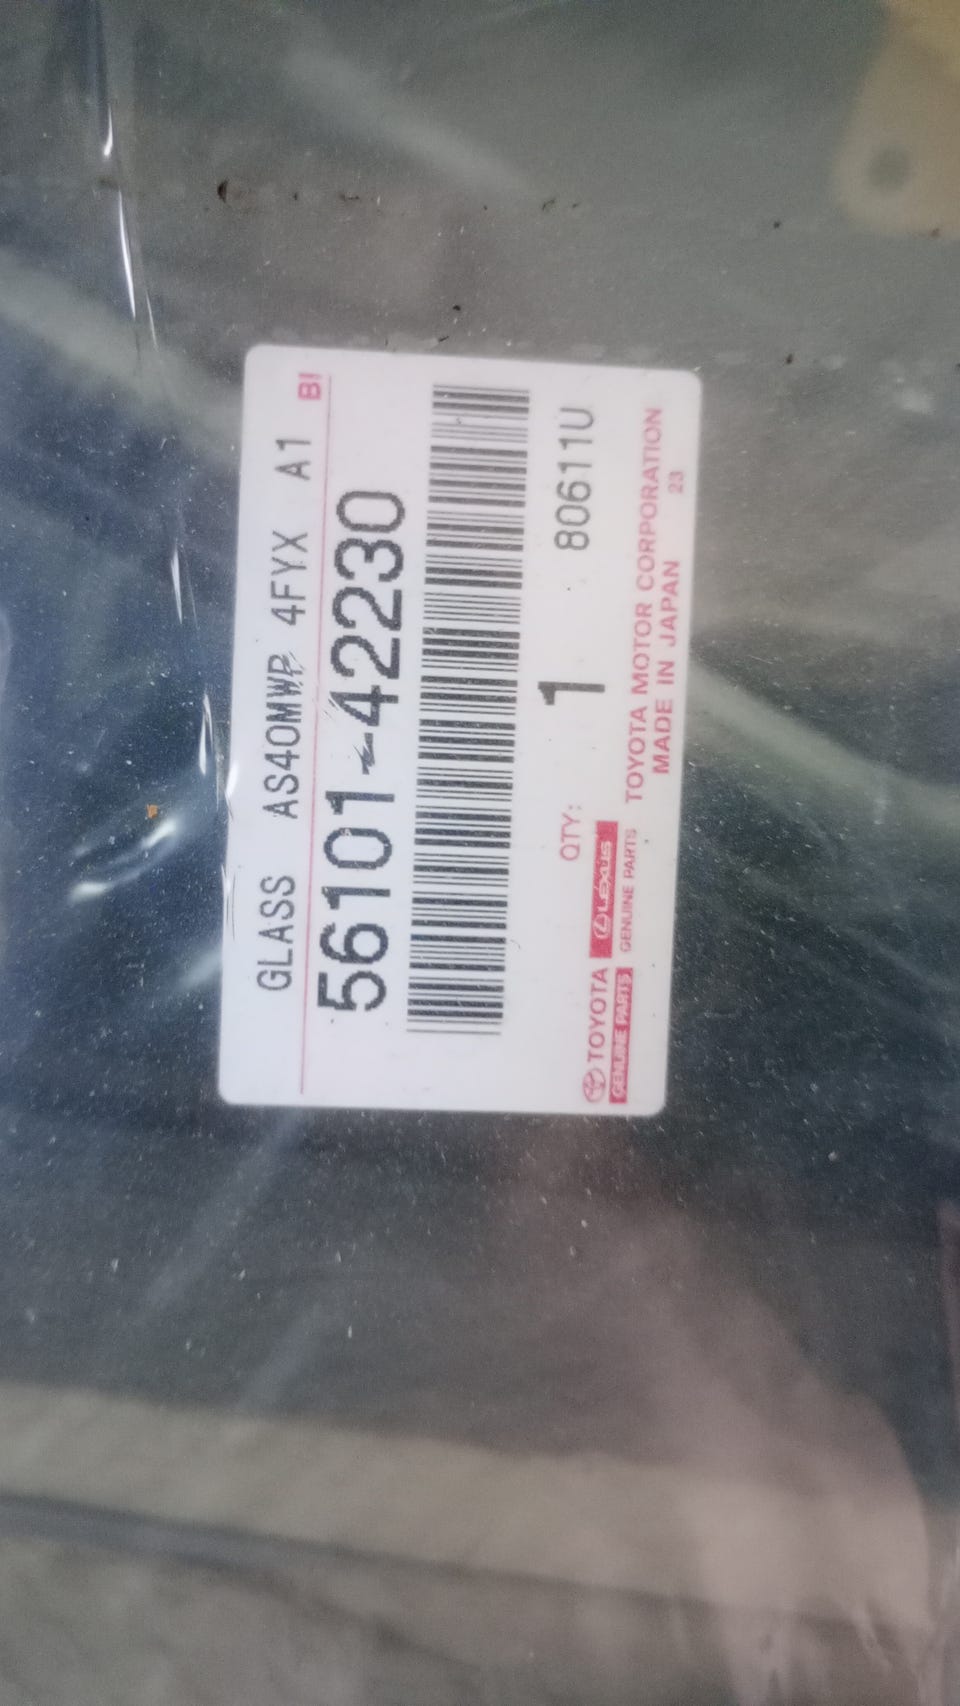 GLASS AS40MWP 4FYX A1
BI
56101-42230
QTY: 1 80611U
TOYOTA
GENUINE PARTS
LEXUS
GENUINE PARTS
TOYOTA MOTOR CORPORATION
MADE IN JAPAN 23